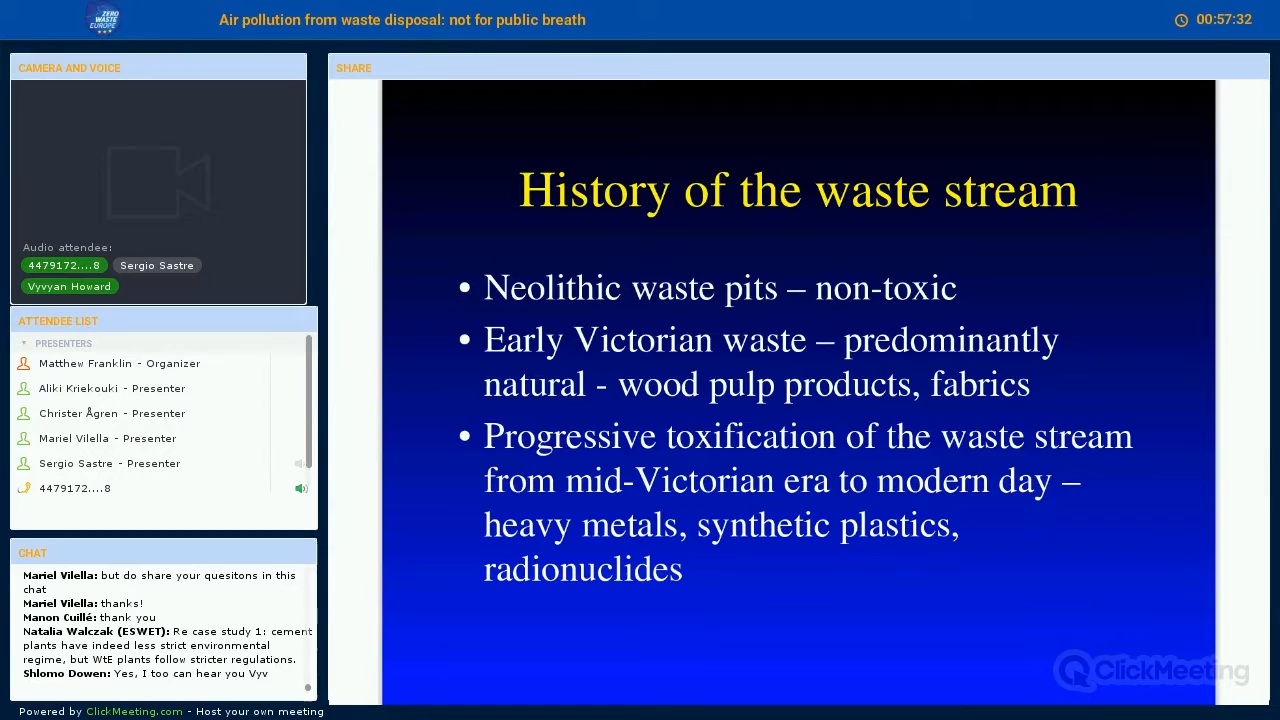 ZERO WASTE EUROPE
Air pollution from waste disposal: not for public breath
00:57:32
CAMERA AND VOICE
Audio attendee:
4479172....8 Sergio Sastre
Vyvyan Howard
ATTENDEE LIST
PRESENTERS
Matthew Franklin - Organizer
Aliki Kriekouki - Presenter
Christer Ågren - Presenter
Mariel Vilella - Presenter
Sergio Sastre - Presenter
4479172....8
CHAT
Mariel Vilella: but do share your quesitons in this
chat
Mariel Vilella: thanks!
Manon Cuillé: thank you
Natalia Walczak (ESWET): Re case study 1: cement
plants have indeed less strict environmental
regime, but WtE plants follow stricter regulations.
Shlomo Dowen: Yes, I too can hear you Vyv
Powered by ClickMeeting.com - Host your own meeting
SHARE
History of the waste stream
• Neolithic waste pits – non-toxic
• Early Victorian waste – predominantly
natural - wood pulp products, fabrics
• Progressive toxification of the waste stream
from mid-Victorian era to modern day –
heavy metals, synthetic plastics,
radionuclides
ClickMeeting